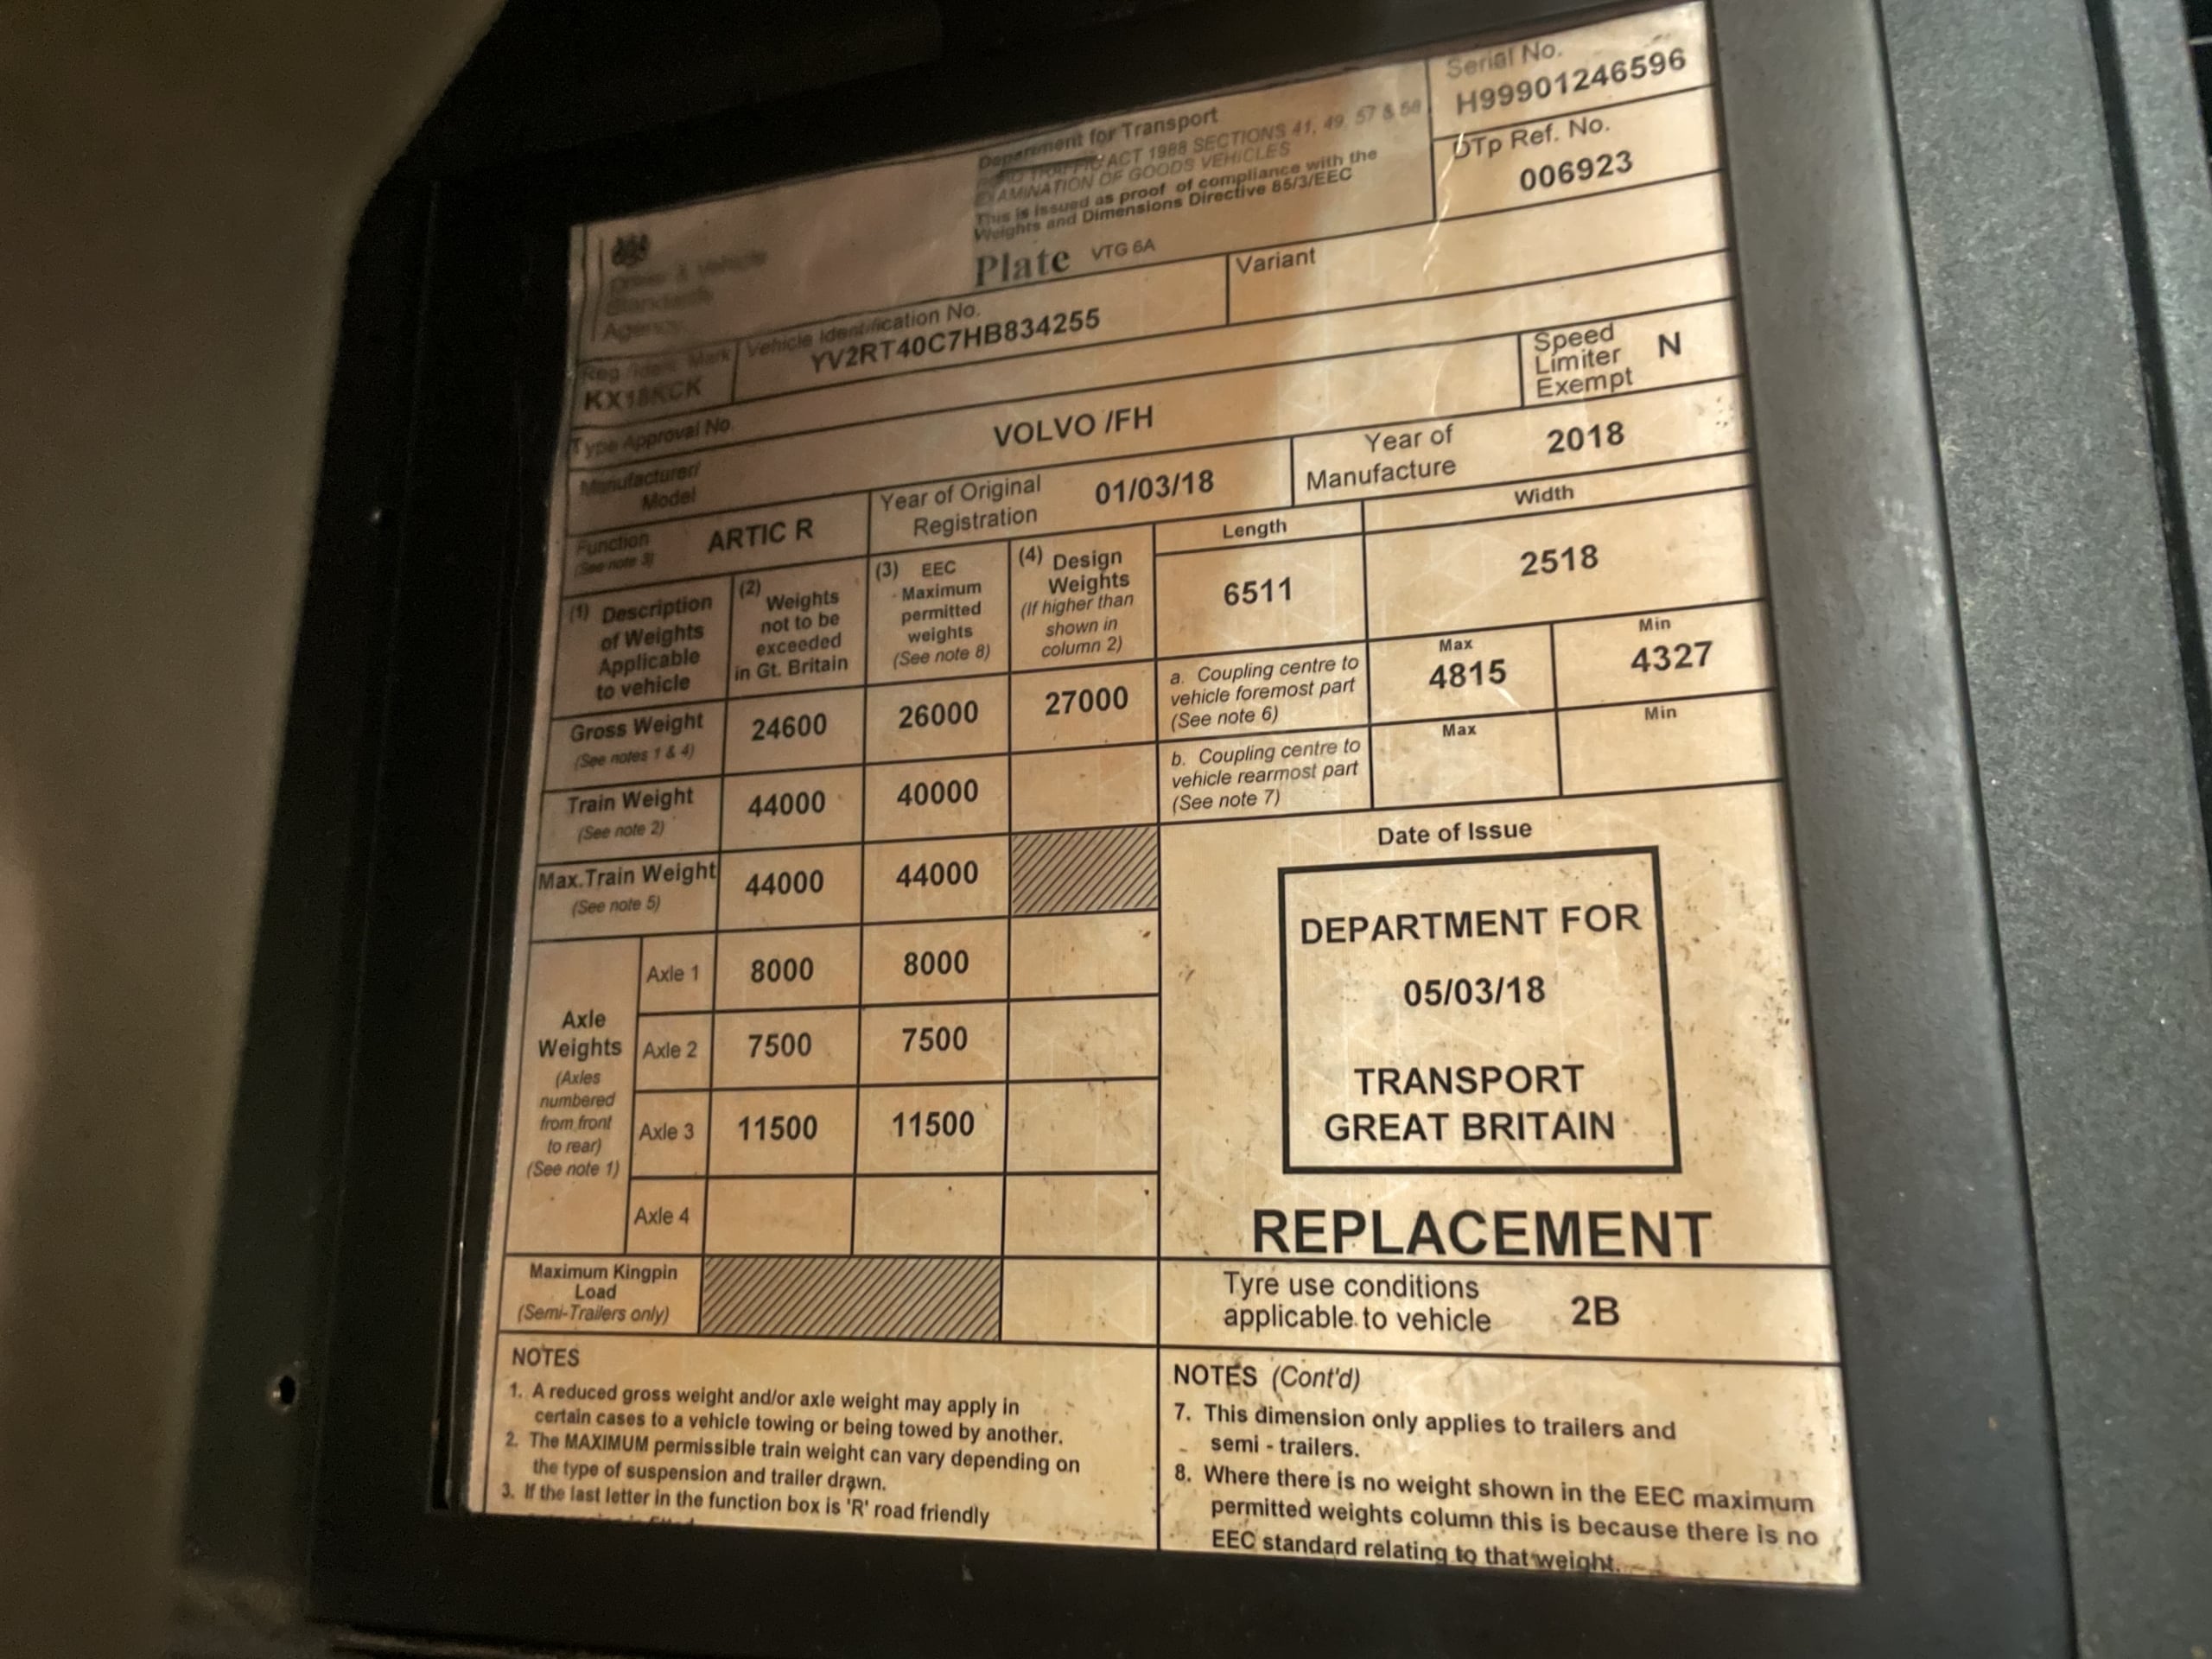 Driver & Vehicle
Standards
Agency
Department for Transport
ROAD TRAFFIC ACT 1988 SECTIONS 41, 49, 57 & 58
EXAMINATION OF GOODS VEHICLES
This is issued as proof of compliance with the
Weights and Dimensions Directive 85/3/EEC
Plate VTG 6A
Serial No.
H99901246596
DTp Ref. No.
006923
Reg./Ident. Mark
KX18KCK
Vehicle Identification No.
YV2RT40C7HB834255
Variant
Type Approval No.
Speed
Limiter
Exempt
N
Manufacturer/
Model
VOLVO /FH
Function
(See note 3)
ARTIC R
Year of Original
Registration
01/03/18
Year of
Manufacture
2018
(1) Description
of Weights
Applicable
to vehicle
(2)
Weights
not to be
exceeded
in Gt. Britain
(3) EEC
Maximum
permitted
weights
(See note 8)
(4) Design
Weights
(If higher than
shown in
column 2)
Length
6511
Width
2518
Gross Weight
(See notes 1 & 4)
24600
26000
27000
a. Coupling centre to
vehicle foremost part
(See note 6)
Max
4815
Min
4327
Train Weight
(See note 2)
44000
40000
b. Coupling centre to
vehicle rearmost part
(See note 7)
Max
Min
Max.Train Weight
(See note 5)
44000
44000
Axle
Weights
(Axles
numbered
from front
to rear)
(See note 1)
Axle 1
8000
8000
Axle 2
7500
7500
Axle 3
11500
11500
Axle 4
Maximum Kingpin
Load
(Semi-Trailers only)
Date of Issue
DEPARTMENT FOR
05/03/18
TRANSPORT
GREAT BRITAIN
REPLACEMENT
Tyre use conditions
applicable to vehicle
2B
NOTES
1. A reduced gross weight and/or axle weight may apply in
certain cases to a vehicle towing or being towed by another.
2. The MAXIMUM permissible train weight can vary depending on
the type of suspension and trailer drawn.
3. If the last letter in the function box is 'R' road friendly
NOTES (Cont'd)
7. This dimension only applies to trailers and
semi - trailers.
8. Where there is no weight shown in the EEC maximum
permitted weights column this is because there is no
EEC standard relating to that weight.